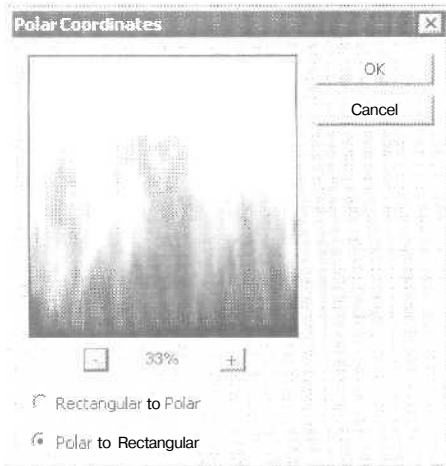 Polar Coordinates
OK
Cancel
- 33% +
Rectangular to Polar
Polar to Rectangular